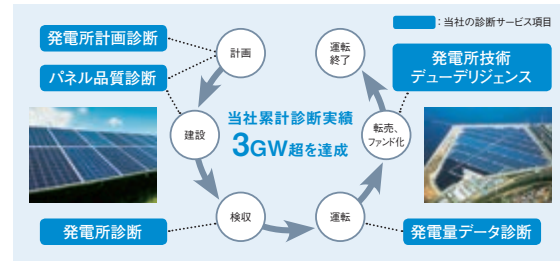 ：当社の診断サービス項目
発電所計画診断
パネル品質診断
計画
運転
終了
発電所技術
デューデリジェンス
建設
当社累計診断実績
3GW超を達成
転売、
ファンド化
検収
運転
発電所診断
発電量データ診断